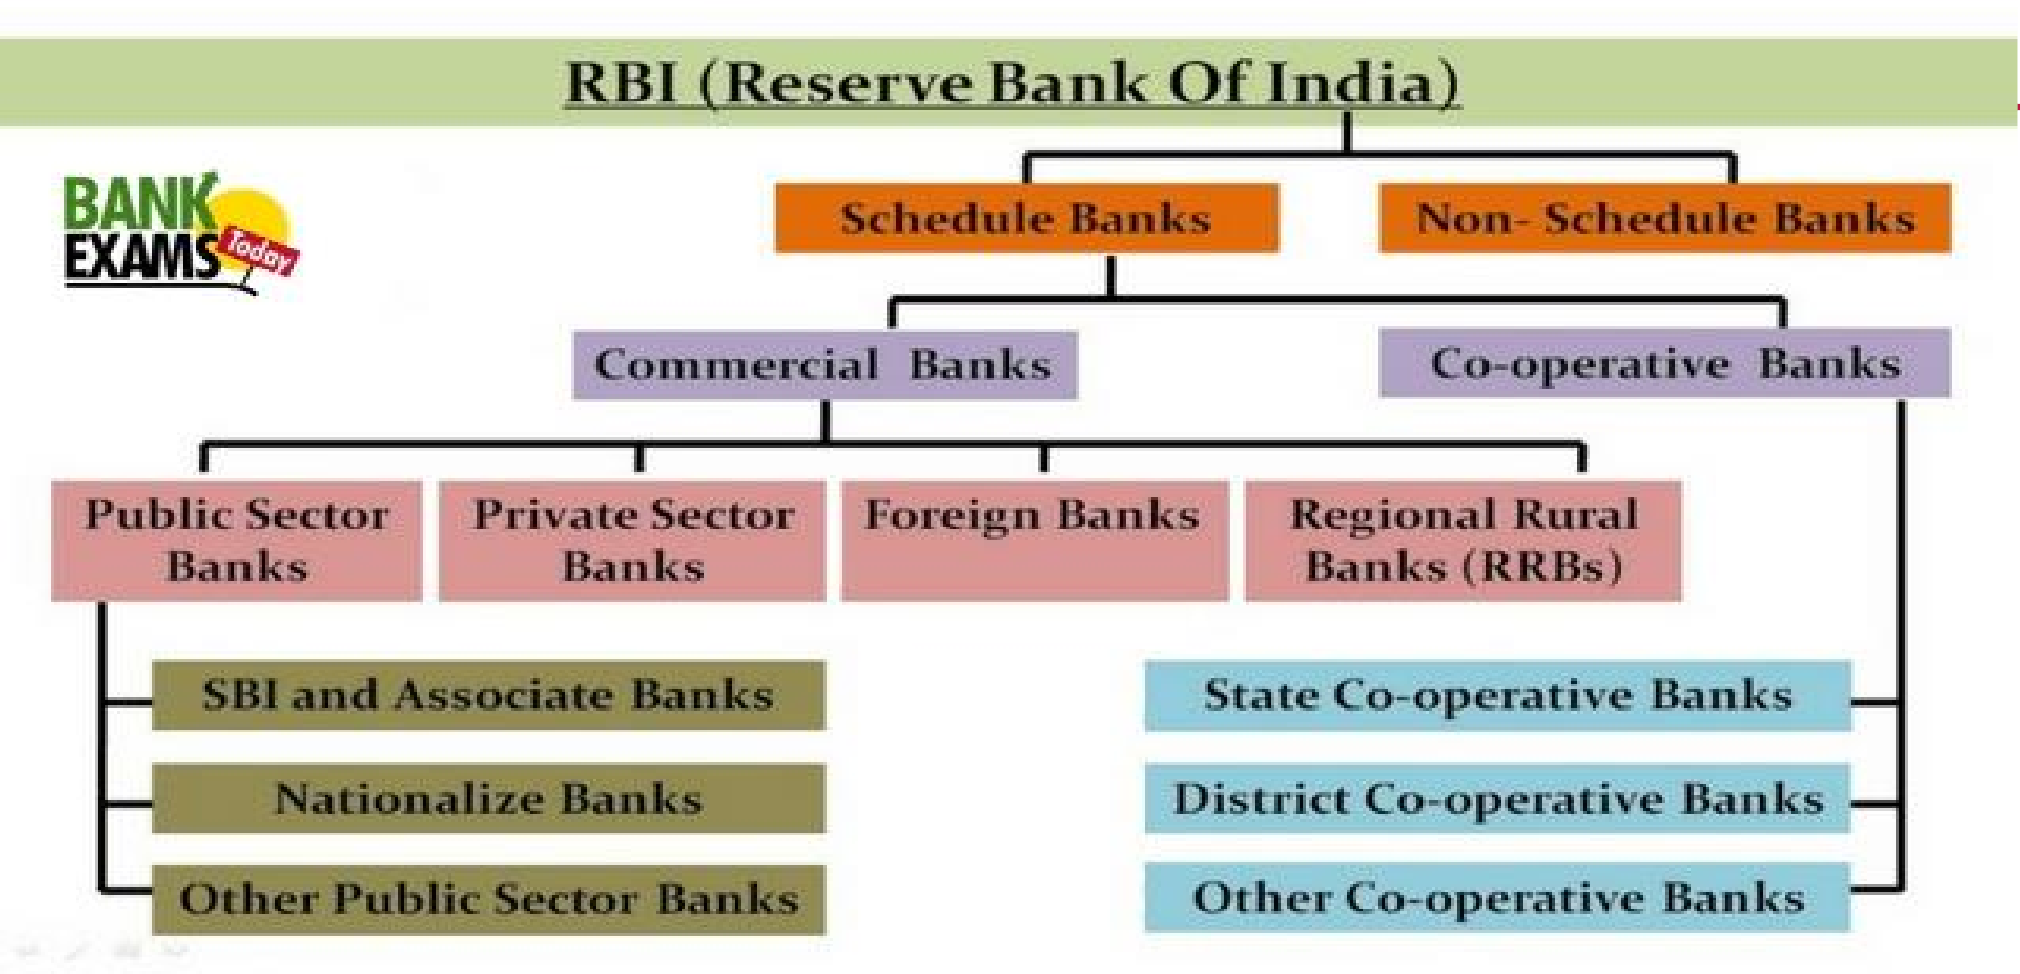 RBI (Reserve Bank Of India)
BANK
EXAMS
Today
Schedule Banks
Non- Schedule Banks
Commercial Banks
Co-operative Banks
Public Sector
Banks
Private Sector
Banks
Foreign Banks
Regional Rural
Banks (RRBs)
SBI and Associate Banks
Nationalize Banks
Other Public Sector Banks
State Co-operative Banks
District Co-operative Banks
Other Co-operative Banks